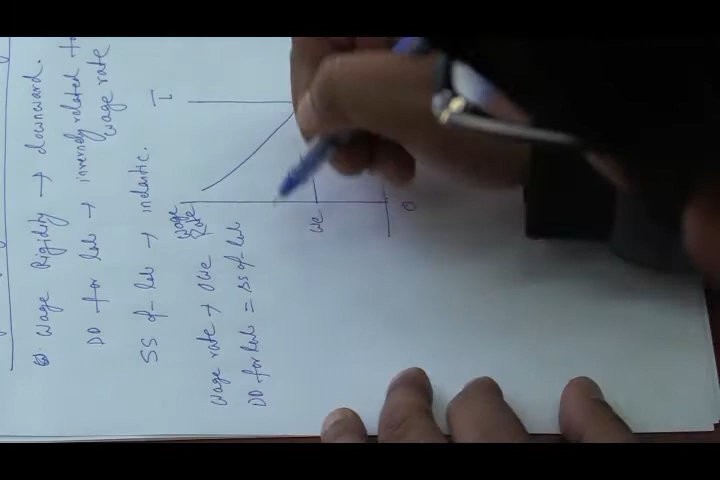 (3) Wage Rigidity → downward.
DD for lab → inversely related to
wage rate
SS of lab → inelastic.
L
Wage
Rate
Wage rate → OWe
DD for lab = SS of lab
We
O